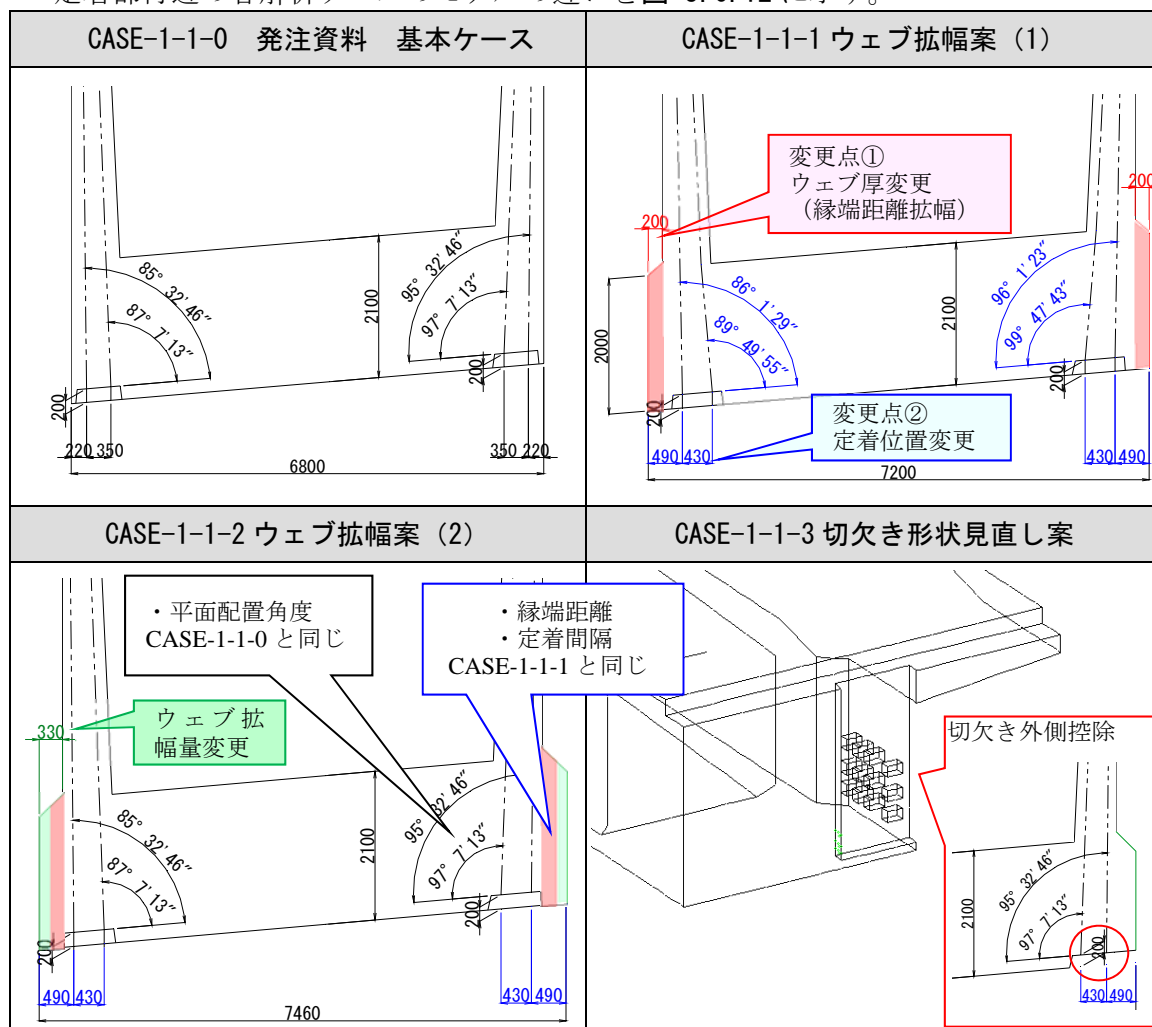 CASE-1-1-0 発注資料 基本ケース
CASE-1-1-1 ウェブ拡幅案 (1)
85° 32′46″
87° 7′13″
2100
95° 32′46″
97° 7′13″
200
200
220 350
350 220
6800
変更点①
ウェブ厚変更
(縁端距離拡幅)
200
200
2000
86° 1′29″
89° 49′55″
2100
96° 1′23″
99° 47′43″
200
200
変更点②
定着位置変更
490 430
430 490
7200
CASE-1-1-2 ウェブ拡幅案 (2)
CASE-1-1-3 切欠き形状見直し案
・平面配置角度
CASE-1-1-0 と同じ
・縁端距離
・定着間隔
CASE-1-1-1 と同じ
ウェブ拡
幅量変更
330
85° 32′46″
87° 7′13″
2100
95° 32′46″
97° 7′13″
200
200
490 430
430 490
7460
切欠き外側控除
2100
95° 32′46″
97° 7′13″
200
430 490